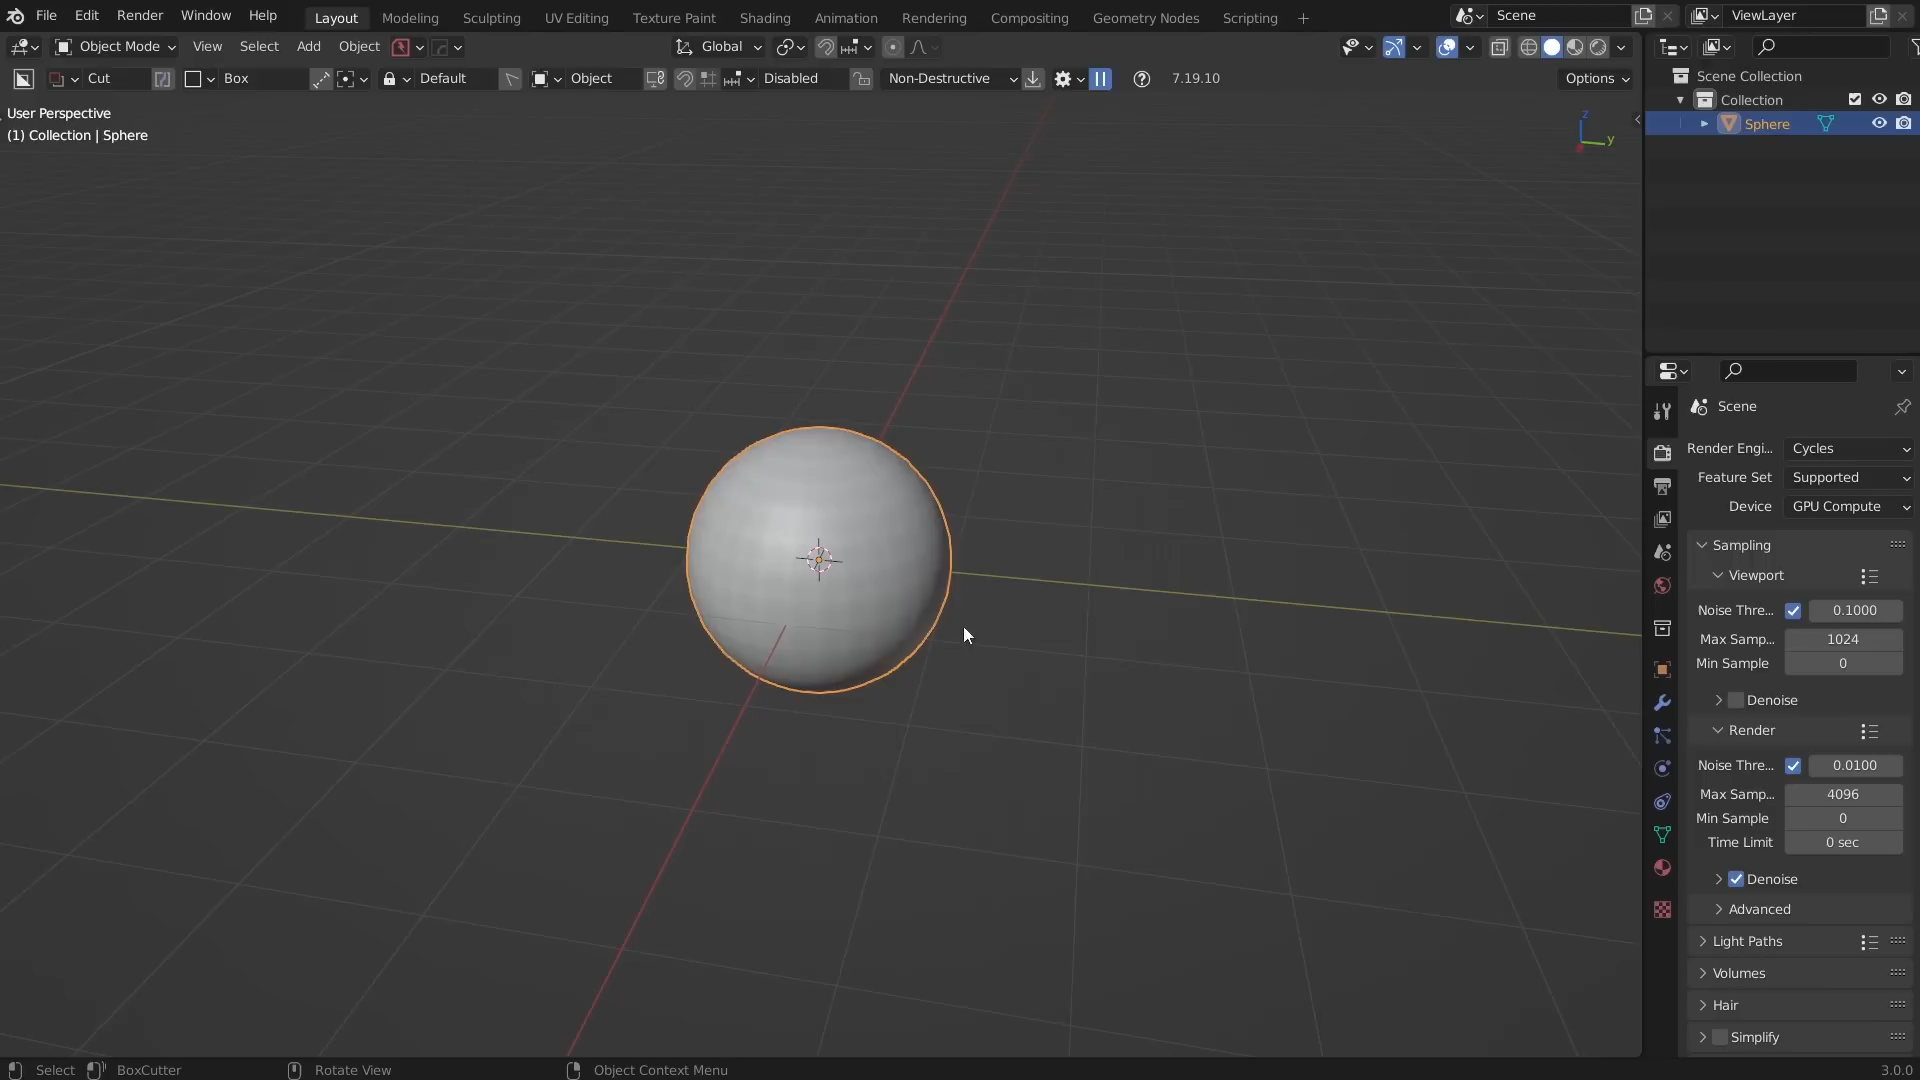 File Edit Render Window Help Layout Modeling Sculpting UV Editing Texture Paint Shading Animation Rendering Compositing Geometry Nodes Scripting + Scene ViewLayer
Object Mode View Select Add Object Global
Cut Box Default Object Disabled Non-Destructive 7.19.10 Options
User Perspective
(1) Collection | Sphere
z
y
Scene Collection
Collection
Sphere
Scene
Render Engi... Cycles
Feature Set Supported
Device GPU Compute
Sampling
Viewport
Noise Thre... 0.1000
Max Samp... 1024
Min Sample 0
Denoise
Render
Noise Thre... 0.0100
Max Samp... 4096
Min Sample 0
Time Limit 0 sec
Denoise
Advanced
Light Paths
Volumes
Hair
Simplify
Select BoxCutter Rotate View Object Context Menu 3.0.0